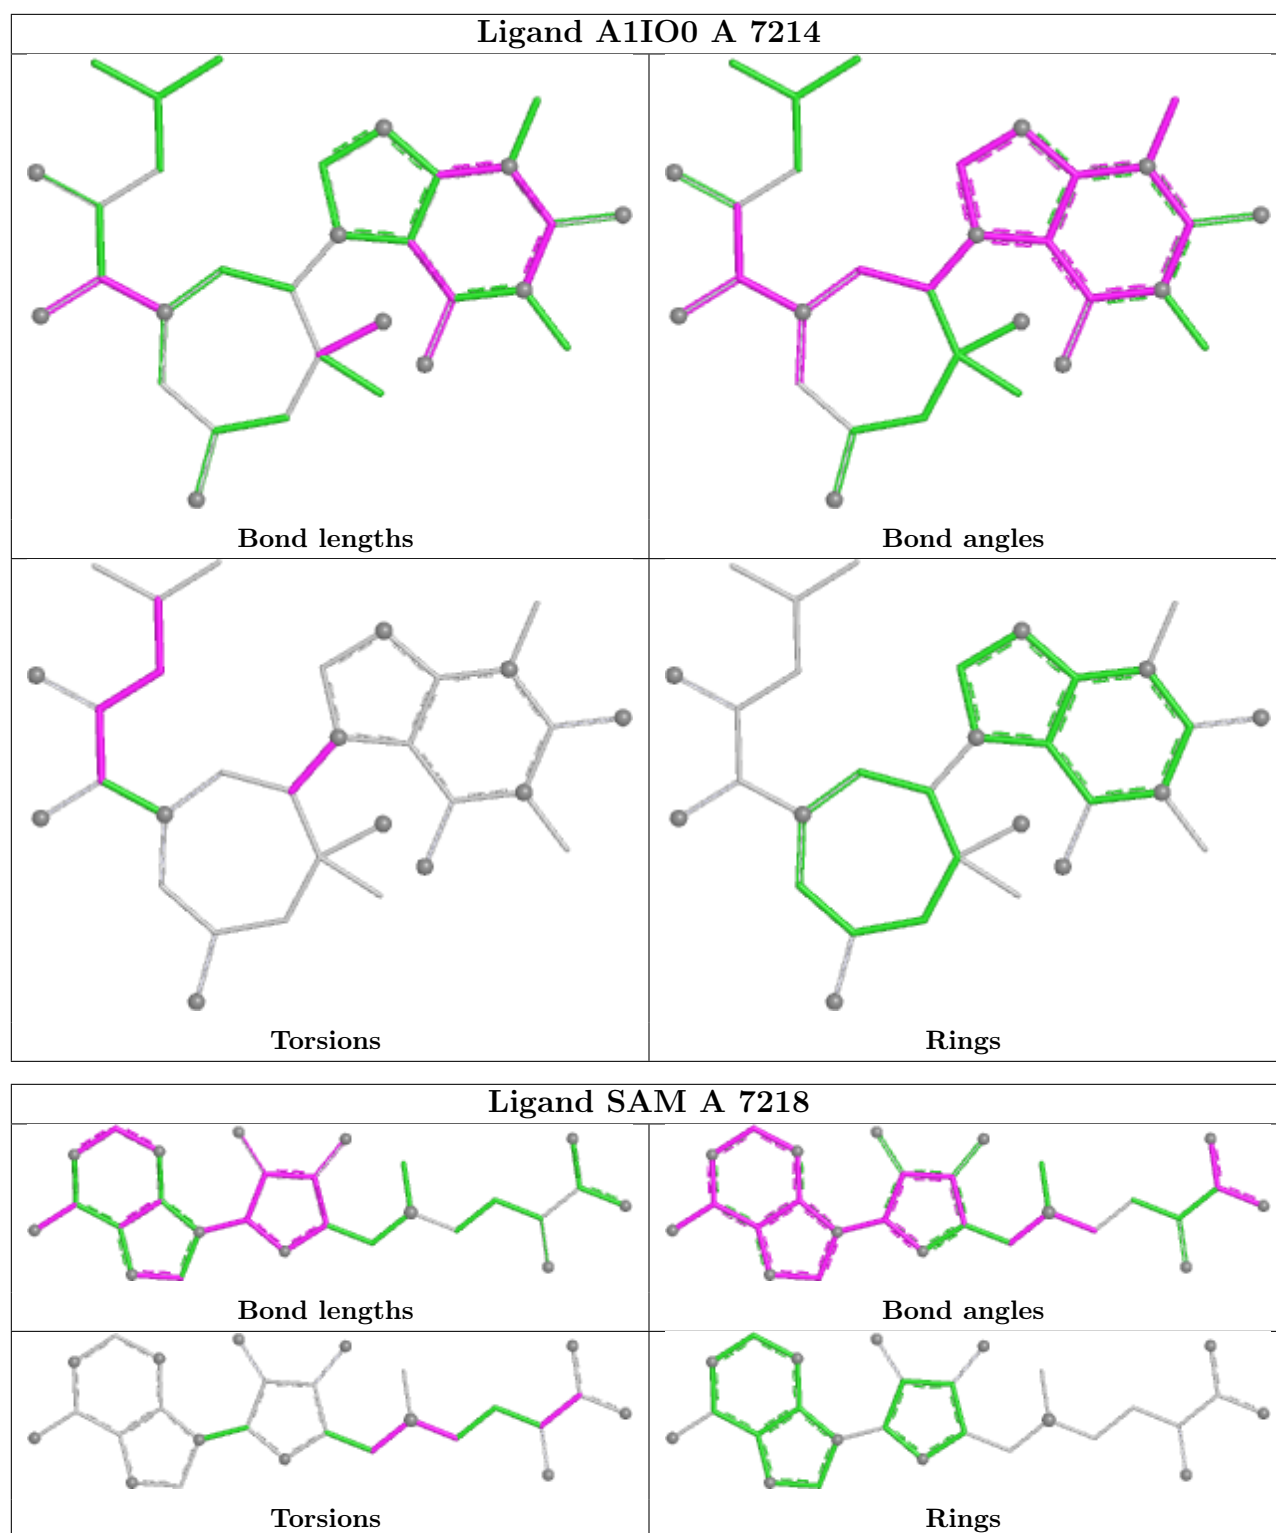 Ligand A1IO0 A 7214
Bond lengths
Bond angles
Torsions
Rings
Ligand SAM A 7218
Bond lengths
Bond angles
Torsions
Rings